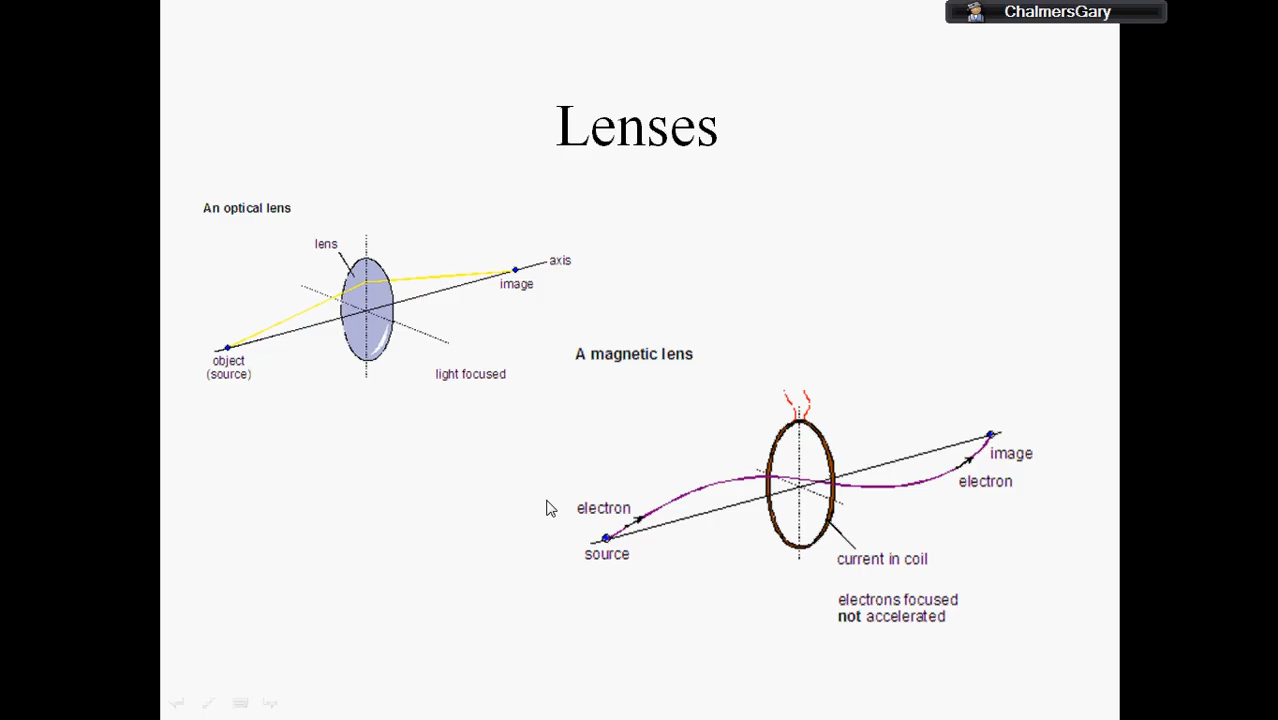 ChalmersGary
Lenses
An optical lens
lens
axis
image
object
(source)
light focused
A magnetic lens
image
electron
electron
source
current in coil
electrons focused
not accelerated